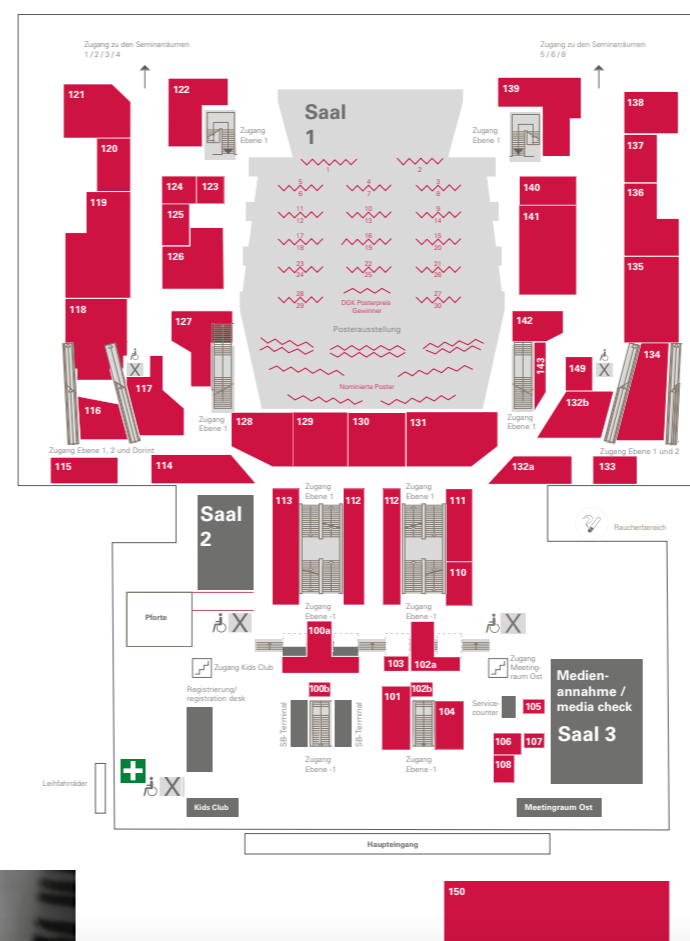 Zugang zu den Seminarräumen
1 / 2 / 3 / 4
Zugang zu den Seminarräumen
5 / 6 / 8
121
122
Saal
1
139
138
Zugang
Ebene 1
Zugang
Ebene 1
120
137
1
2
124
123
140
136
119
5
6
4
7
3
8
125
141
11
12
10
13
9
14
126
17
18
16
19
15
20
135
23
24
22
25
21
26
118
28
29
DGK Posterpreis
Gewinner
27
30
127
142
Posterausstellung
134
143
149
117
Nominierte Poster
116
132b
Zugang
Ebene 1
Zugang
Ebene 1
128
129
130
131
Zugang Ebene 1, 2 und Dorint
Zugang Ebene 1 und 2
115
114
132a
133
Zugang
Ebene 1
Zugang
Ebene 1
113
112
112
111
Saal
2
Raucherbereich
110
Zugang
Ebene -1
Zugang
Ebene -1
Pforte
100a
Zugang Kids Club
103
102a
Zugang
Meeting-
raum Ost
Medien-
annahme /
media check
Saal 3
Registrierung/
registration desk
100b
102b
101
104
Service-
counter
105
SB-Terminal
SB-Terminal
106
107
108
Zugang
Ebene -1
Zugang
Ebene -1
Leihfahrräder
Kids Club
Meetingraum Ost
Haupteingang
150